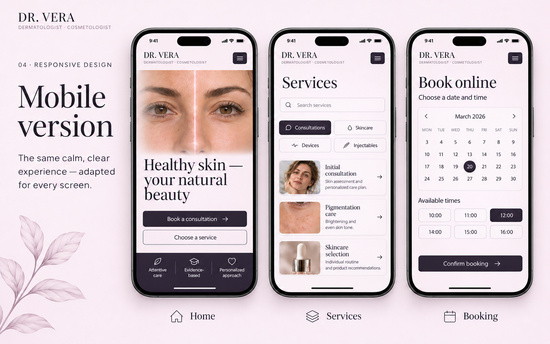 DR. VERA
DERMATOLOGIST · COSMETOLOGIST
04 · RESPONSIVE DESIGN
Mobile
version
The same calm, clear
experience — adapted
for every screen.
9:41
DR. VERA
DERMATOLOGIST · COSMETOLOGIST
Healthy skin —
your natural
beauty
Book a consultation →
Choose a service
Attentive
care
Evidence-
based
Personalized
approach
Home
9:41
DR. VERA
DERMATOLOGIST · COSMETOLOGIST
Services
Search services
Consultations
Skincare
Devices
Injectables
Initial
consultation
Skin assessment and
personalized care plan.
Pigmentation
care
Brightening and
even skin tone.
Skincare
selection
Individual routine
and product recommendations.
Services
9:41
DR. VERA
DERMATOLOGIST · COSMETOLOGIST
Book online
Choose a date and time
March 2026
MON TUE WED THU FRI SAT SUN
3 4 5 6 7 8 9
10 11 12 13 14 15 16
17 18 19 20 21 22 23
24 25 26 27 28 29 30
Available times
10:00 11:00 12:00
14:00 15:00 16:00
Confirm booking →
Booking